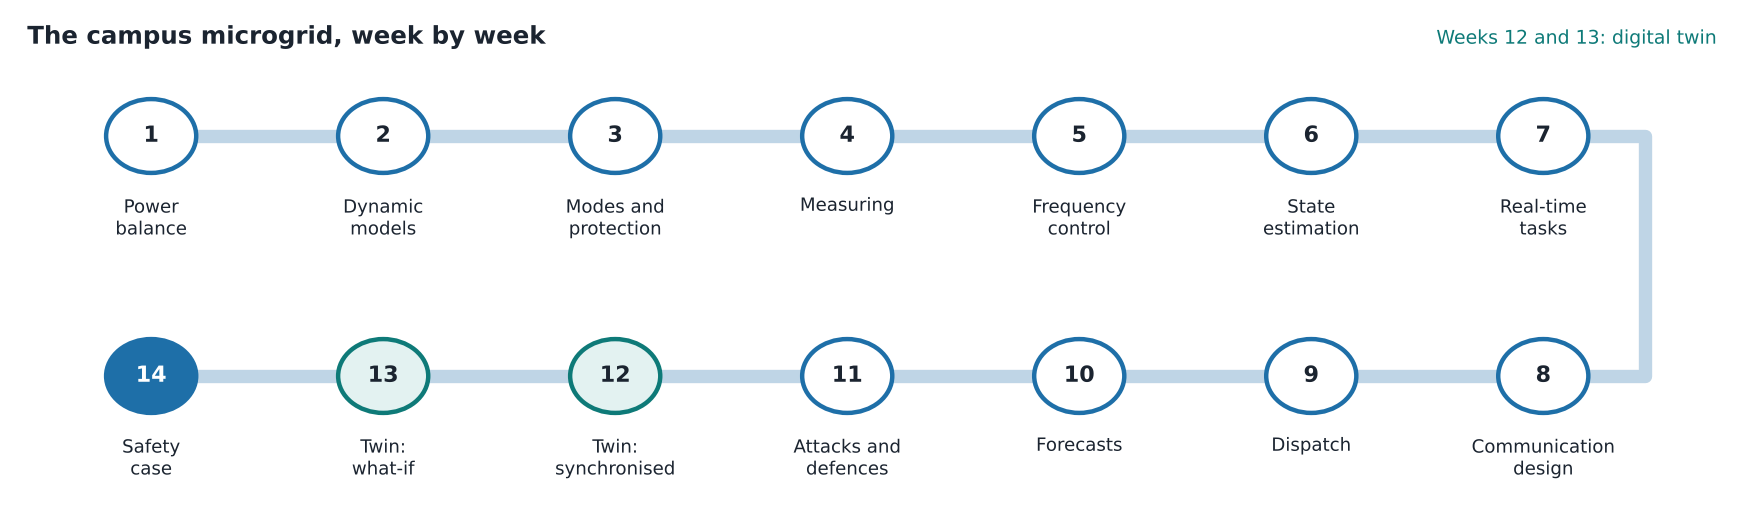 The campus microgrid, week by week
Weeks 12 and 13: digital twin
1
2
3
4
5
6
7
Power
balance
Dynamic
models
Modes and
protection
Measuring
Frequency
control
State
estimation
Real-time
tasks
14
13
12
11
10
9
8
Safety
case
Twin:
what-if
Twin:
synchronised
Attacks and
defences
Forecasts
Dispatch
Communication
design